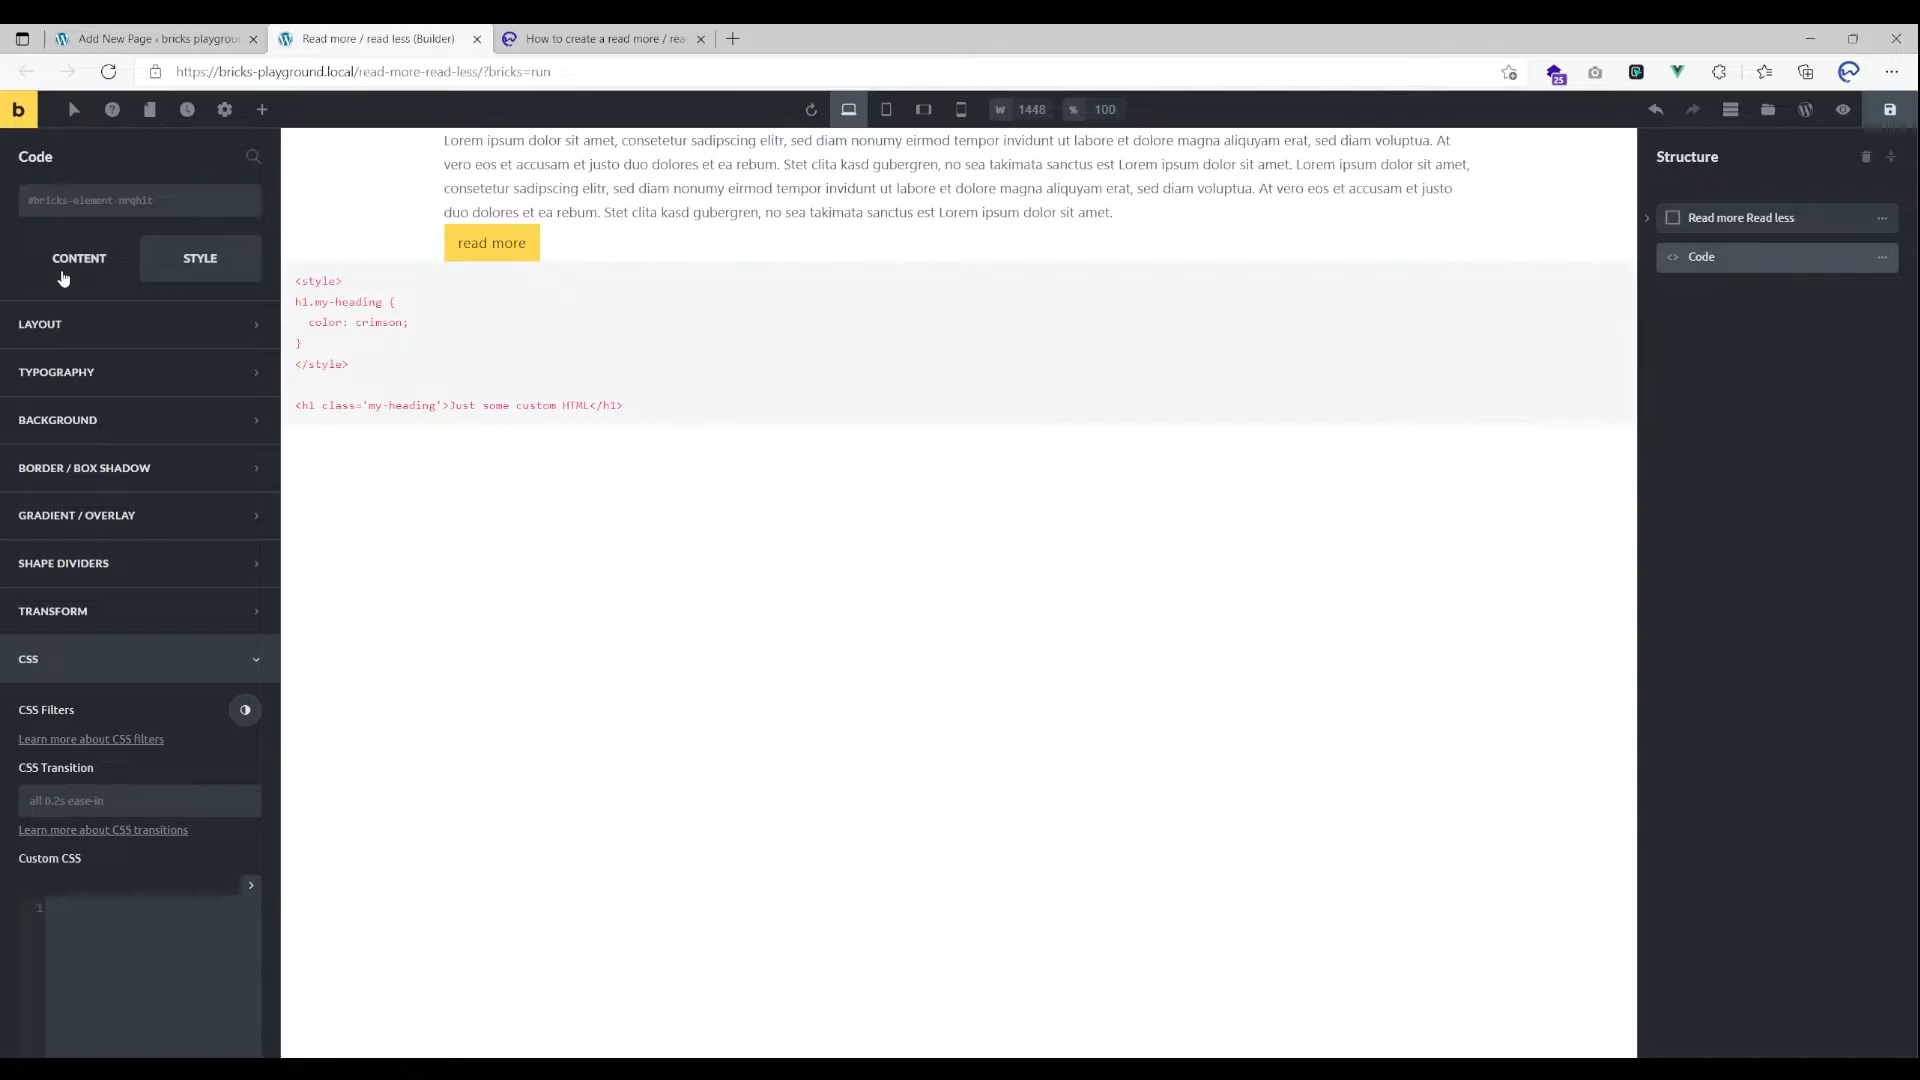 Add New Page ‹ bricks playgroun
Read more / read less (Builder)
How to create a read more / rea
https://bricks-playground.local/read-more-read-less/?bricks=run
25
b
W 1448 % 100
Code
#bricks-element-mrqhlt
CONTENT
STYLE
LAYOUT
TYPOGRAPHY
BACKGROUND
BORDER / BOX SHADOW
GRADIENT / OVERLAY
SHAPE DIVIDERS
TRANSFORM
CSS
CSS Filters
Learn more about CSS filters
CSS Transition
all 0.2s ease-in
Learn more about CSS transitions
Custom CSS
1
Lorem ipsum dolor sit amet, consetetur sadipscing elitr, sed diam nonumy eirmod tempor invidunt ut labore et dolore magna aliquyam erat, sed diam voluptua. At
vero eos et accusam et justo duo dolores et ea rebum. Stet clita kasd gubergren, no sea takimata sanctus est Lorem ipsum dolor sit amet. Lorem ipsum dolor sit amet,
consetetur sadipscing elitr, sed diam nonumy eirmod tempor invidunt ut labore et dolore magna aliquyam erat, sed diam voluptua. At vero eos et accusam et justo
duo dolores et ea rebum. Stet clita kasd gubergren, no sea takimata sanctus est Lorem ipsum dolor sit amet.
read more
<style>
h1.my-heading {
color: crimson;
}
</style>
<h1 class='my-heading'>Just some custom HTML</h1>
Structure
Read more Read less
Code